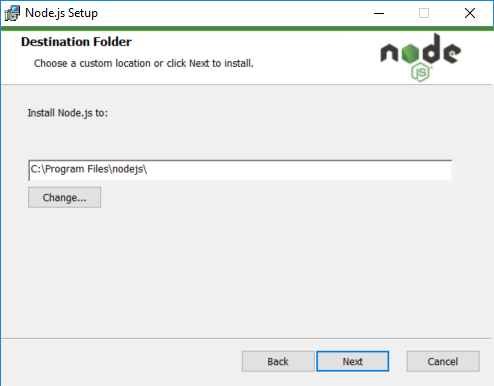 Node.js Setup
Destination Folder
Choose a custom location or click Next to install.
node
JS
Install Node.js to:
C:\Program Files\nodejs\
Change...
Back
Next
Cancel